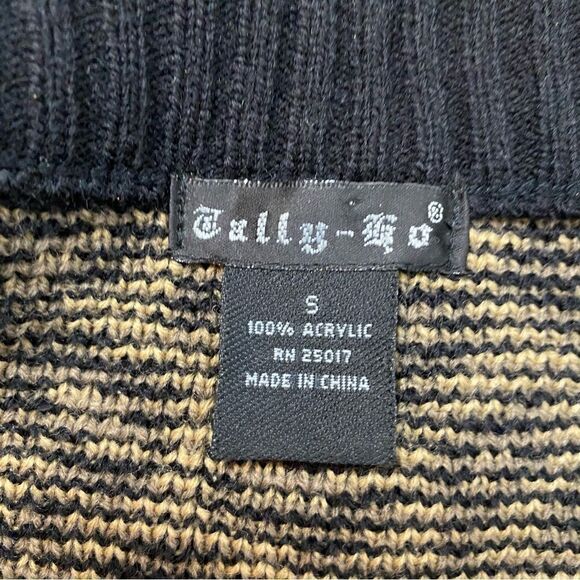 Tally-Ho®
S
100% ACRYLIC
RN 25017
MADE IN CHINA